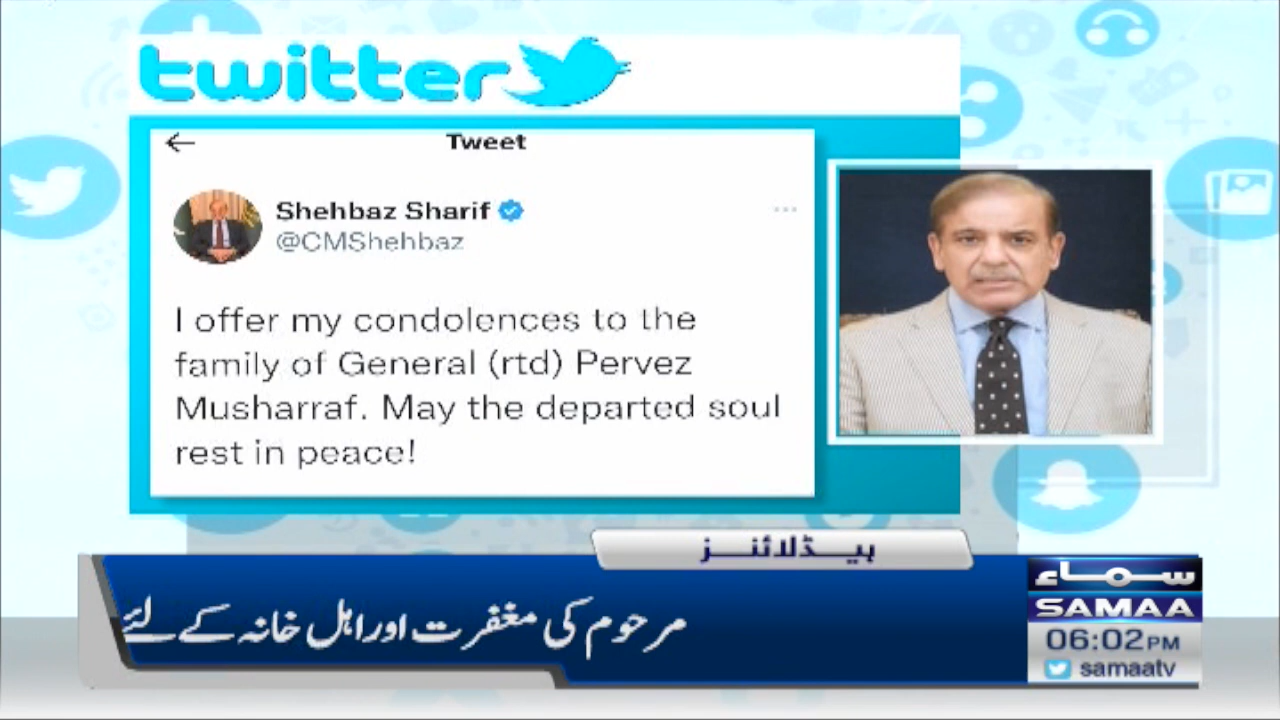 twitter
Tweet
Shehbaz Sharif
@CMShehbaz
I offer my condolences to the
family of General (rtd) Pervez
Musharraf. May the departed soul
rest in peace!
ہیڈلائنز
مرحوم کی مغفرت اور اہل خانہ کے لئے
سماء
SAMAA
06:02PM
samaatv